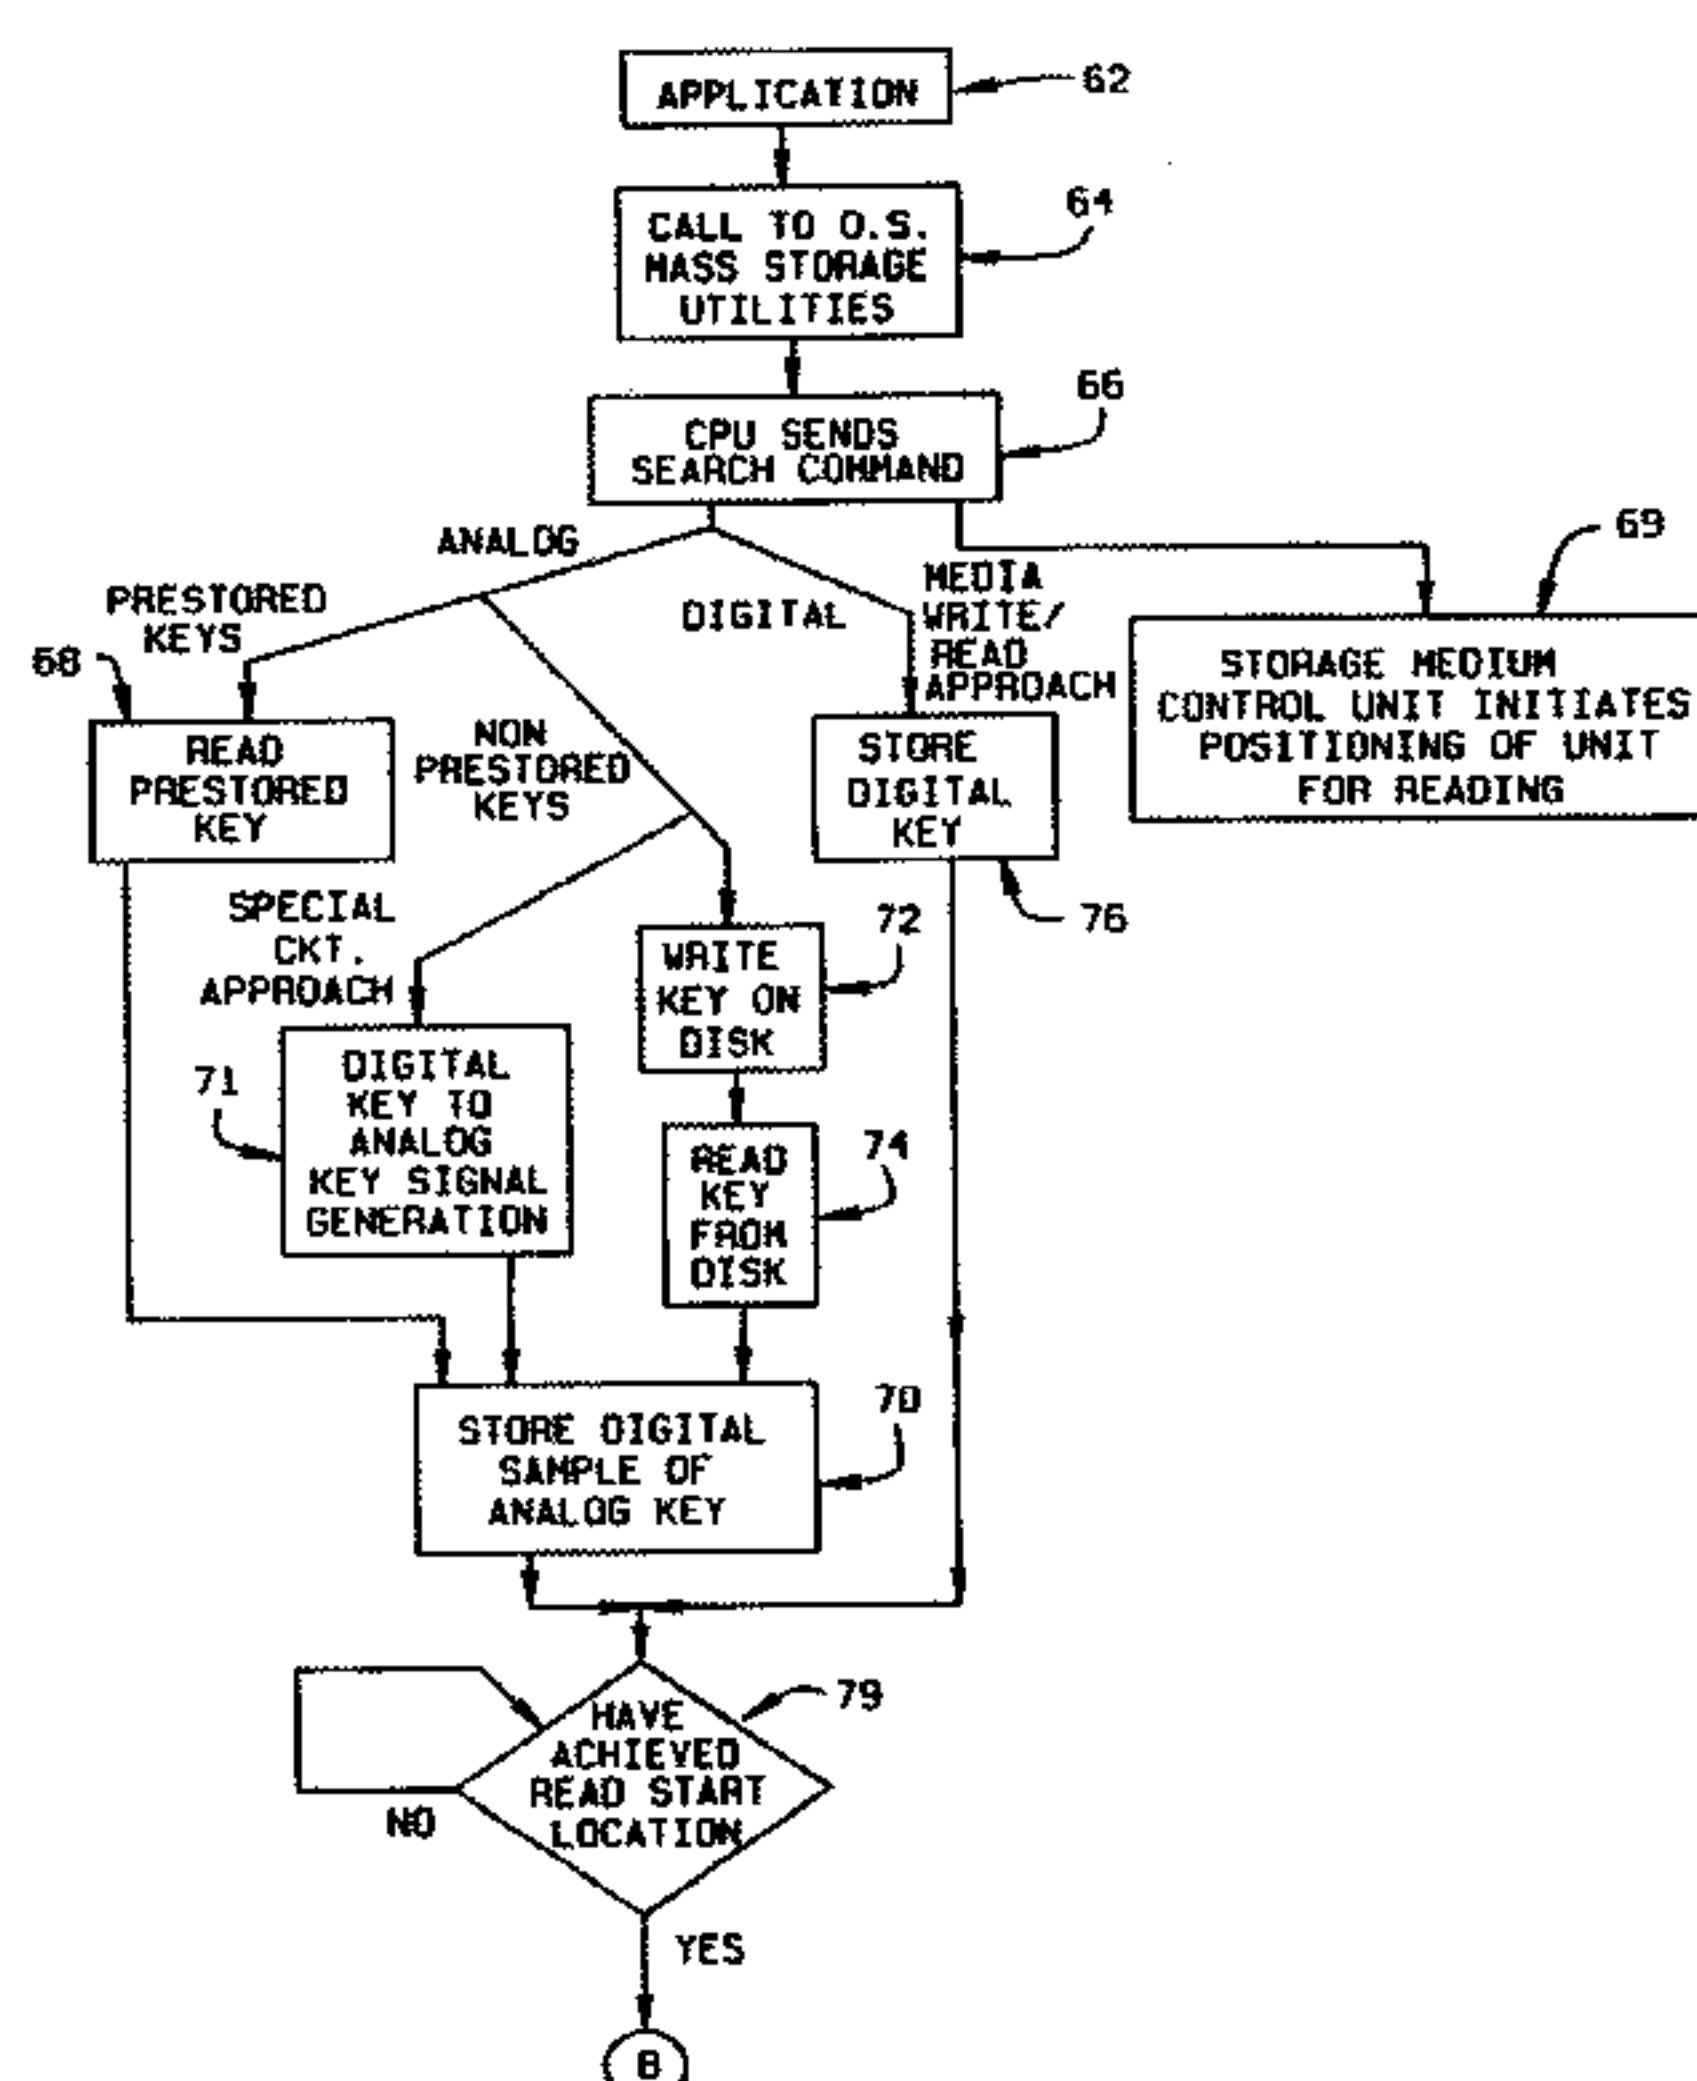 APPLICATION
62
CALL TO O.S.
MASS STORAGE
UTILITIES
64
CPU SENDS
SEARCH COMMAND
66
ANALOG
DIGITAL
MEDIA
WRITE/
READ
APPROACH
69
PRESTORED
KEYS
68
STORAGE MEDIUM
CONTROL UNIT INITIATES
POSITIONING OF UNIT
FOR READING
READ
PRESTORED
KEY
NON
PRESTORED
KEYS
STORE
DIGITAL
KEY
76
SPECIAL
CKT.
APPROACH
72
WRITE
KEY ON
DISK
71
DIGITAL
KEY TO
ANALOG
KEY SIGNAL
GENERATION
READ
KEY
FROM
DISK
74
STORE DIGITAL
SAMPLE OF
ANALOG KEY
70
HAVE
ACHIEVED
READ START
LOCATION
79
NO
YES
B